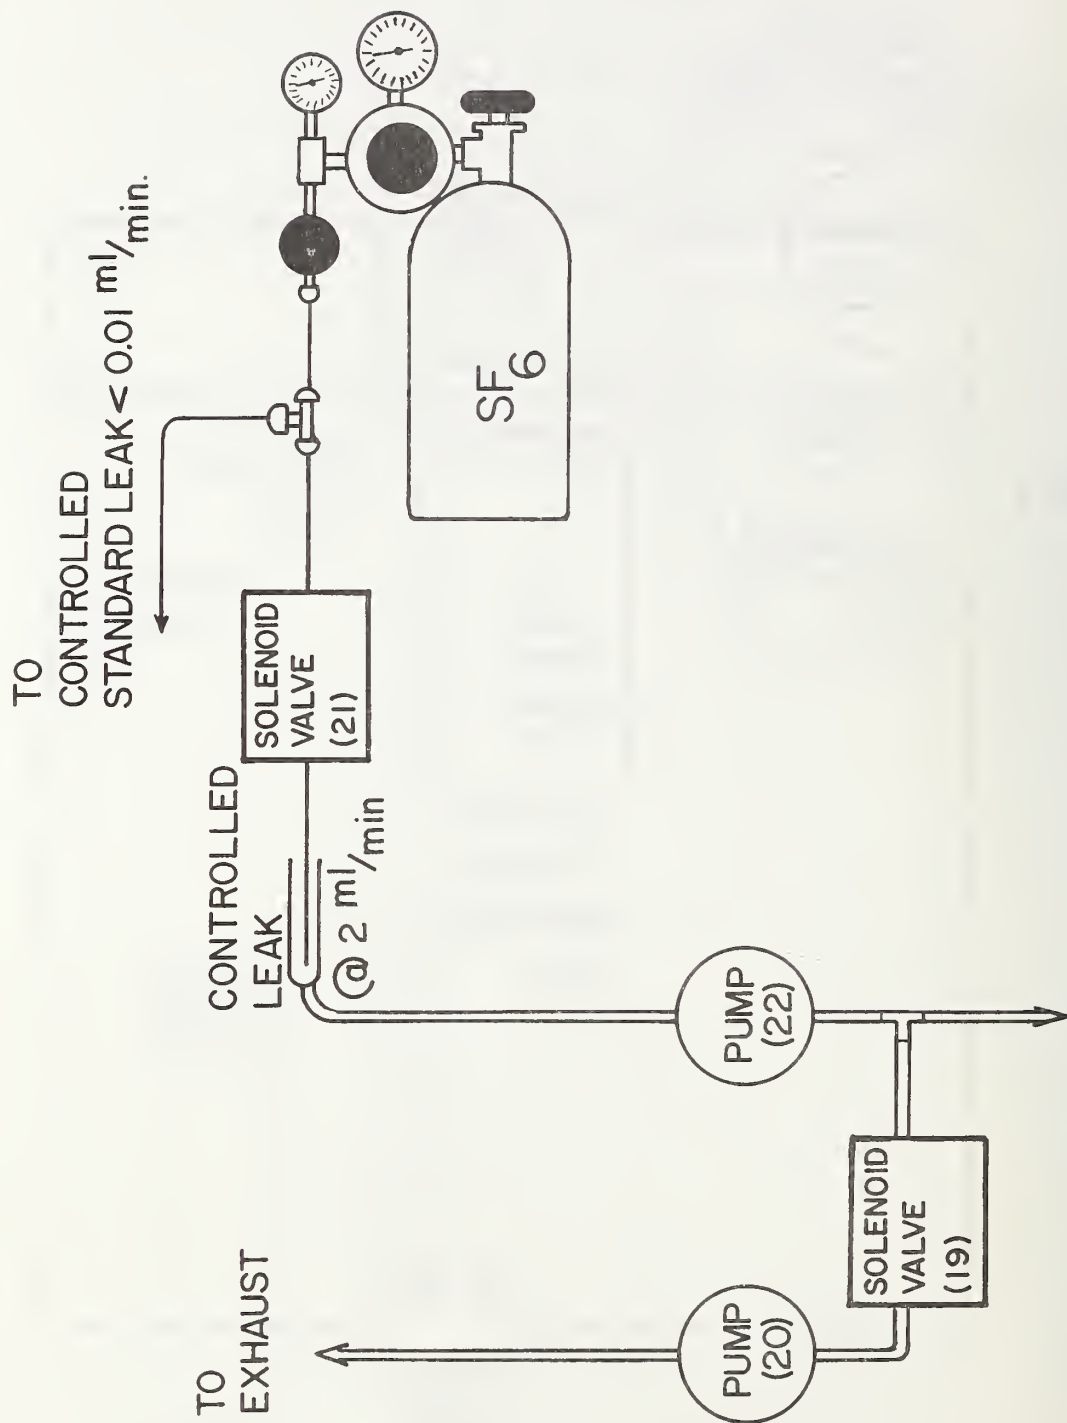 TO
CONTROLLED
STANDARD LEAK < 0.01 ml/min.
SF6
SOLENOID
VALVE
(21)
CONTROLLED
LEAK
@ 2 ml/min
PUMP
(22)
SOLENOID
VALVE
(19)
PUMP
(20)
TO
EXHAUST